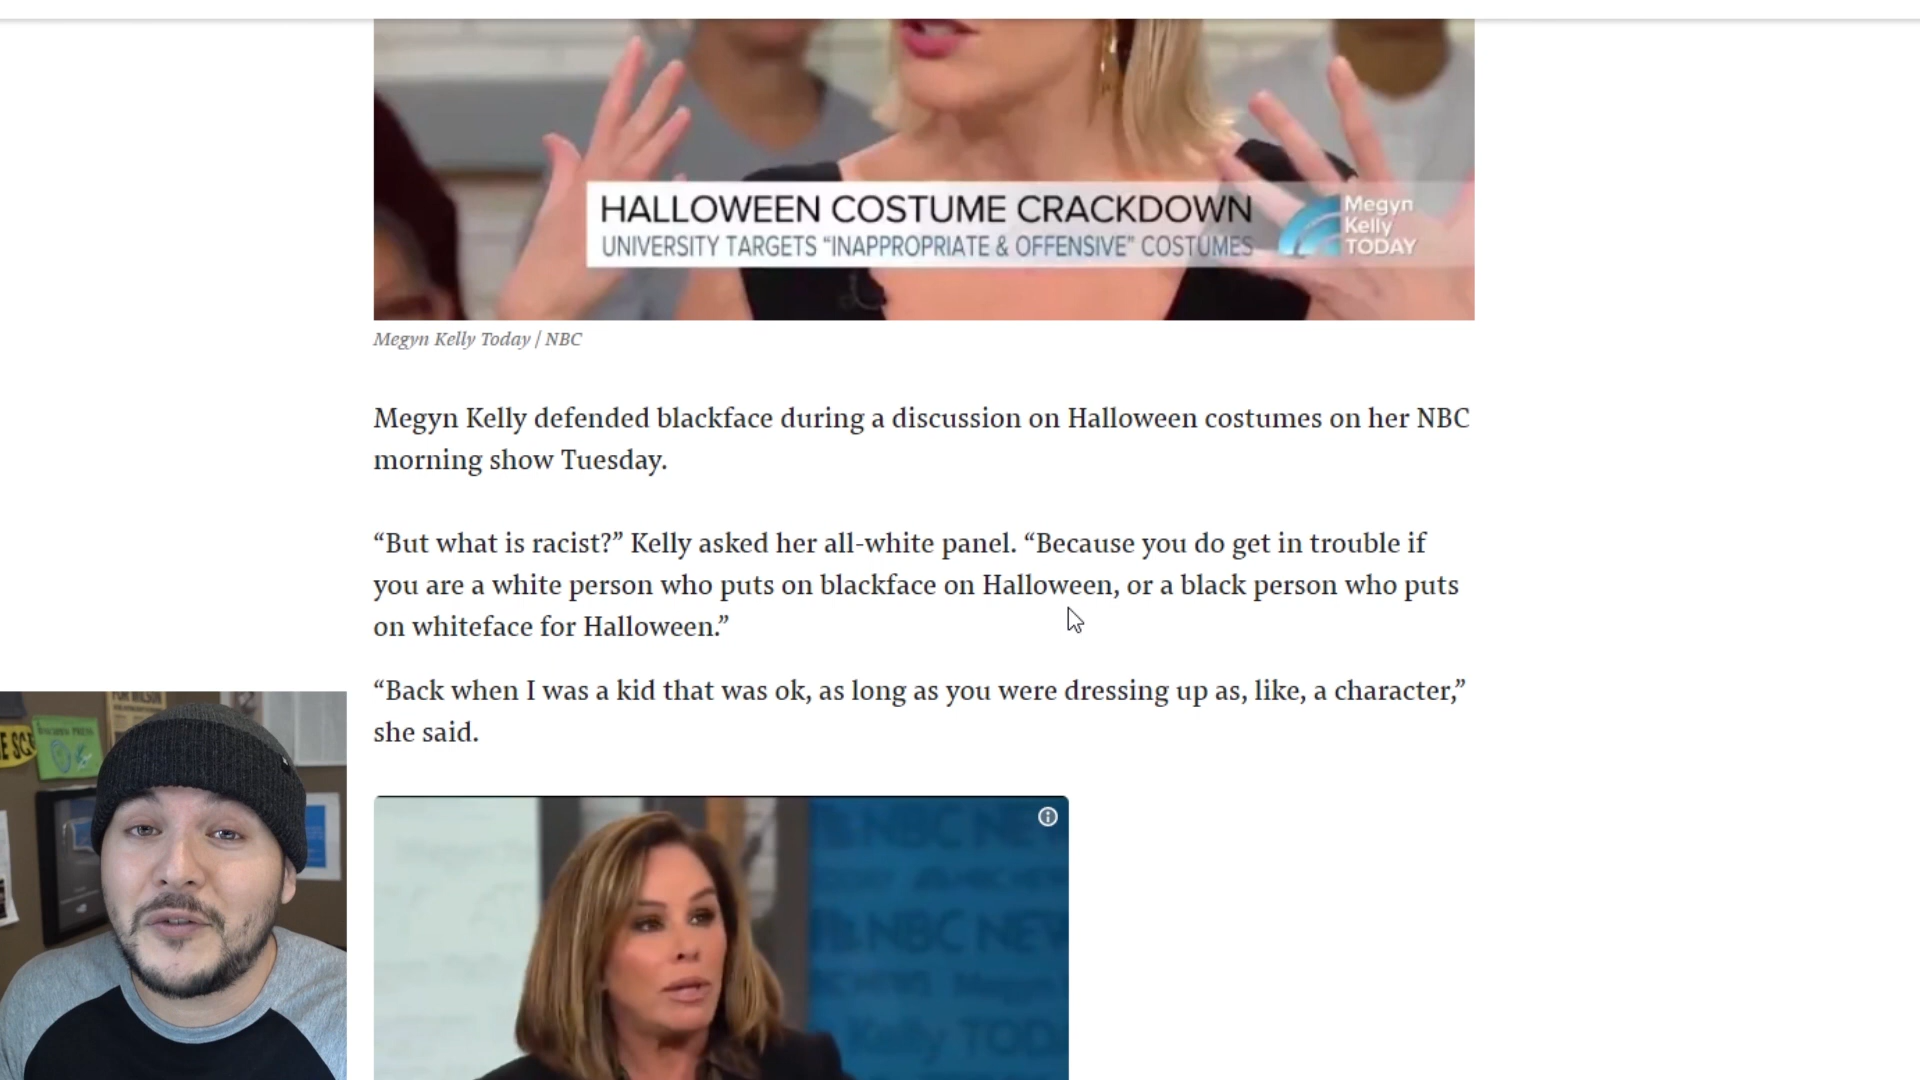 HALLOWEEN COSTUME CRACKDOWN
UNIVERSITY TARGETS “INAPPROPRIATE & OFFENSIVE” COSTUMES
Megyn
Kelly
TODAY
Megyn Kelly Today / NBC
Megyn Kelly defended blackface during a discussion on Halloween costumes on her NBC
morning show Tuesday.
“But what is racist?” Kelly asked her all-white panel. “Because you do get in trouble if
you are a white person who puts on blackface on Halloween, or a black person who puts
on whiteface for Halloween.”
“Back when I was a kid that was ok, as long as you were dressing up as, like, a character,”
she said.
NBC NEW
Kelly TODA